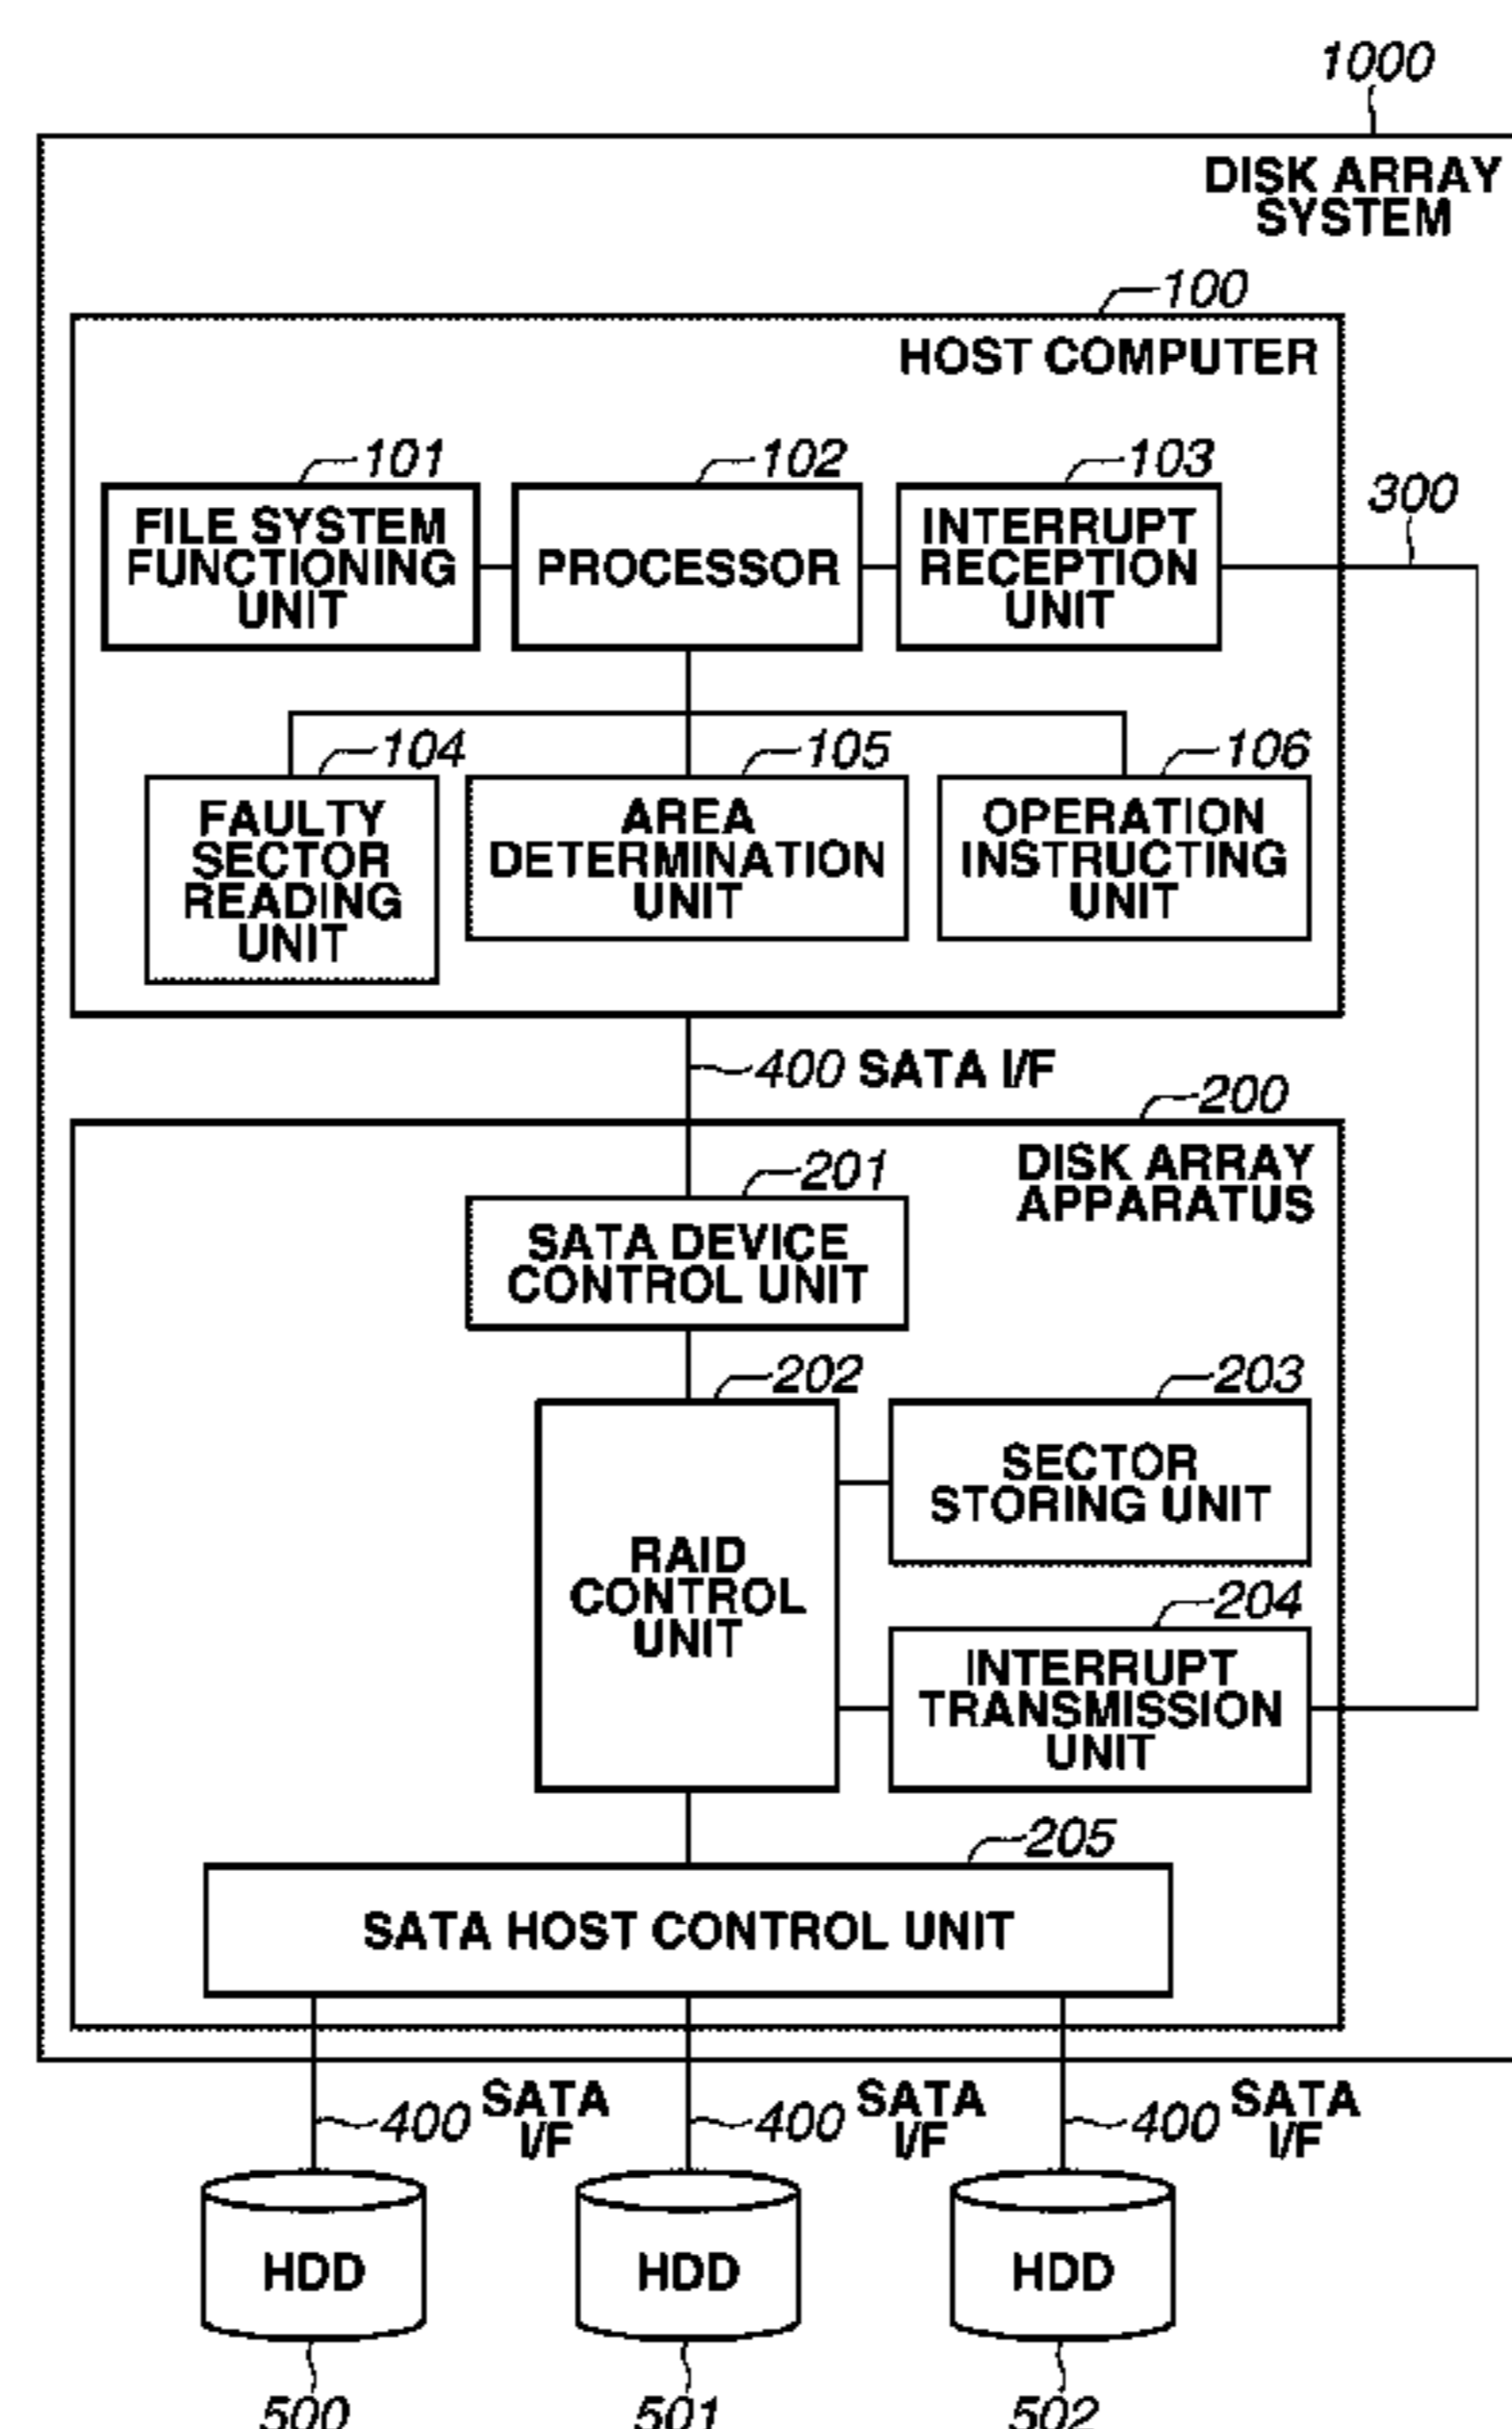 1000
DISK ARRAY
SYSTEM
100
HOST COMPUTER
101
102
103
300
FILE SYSTEM
FUNCTIONING
UNIT
PROCESSOR
INTERRUPT
RECEPTION
UNIT
104
105
106
FAULTY
SECTOR
READING
UNIT
AREA
DETERMINATION
UNIT
OPERATION
INSTRUCTING
UNIT
400 SATA I/F
200
DISK ARRAY
APPARATUS
201
SATA DEVICE
CONTROL UNIT
202
203
RAID
CONTROL
UNIT
SECTOR
STORING UNIT
204
INTERRUPT
TRANSMISSION
UNIT
205
SATA HOST CONTROL UNIT
400 SATA
I/F
400 SATA
I/F
400 SATA
I/F
HDD
HDD
HDD
500
501
502